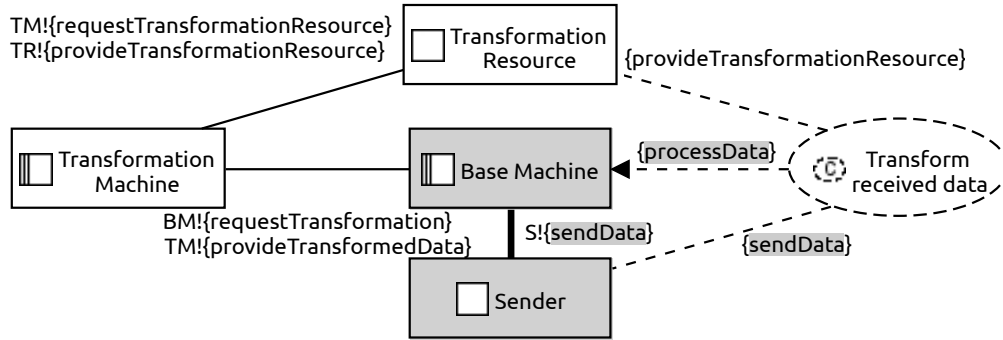 TM!{requestTransformationResource}
TR!{provideTransformationResource}
Transformation
Resource
{provideTransformationResource}
Transformation
Machine
Base Machine
{processData}
C
Transform
received data
BM!{requestTransformation}
TM!{provideTransformedData}
S!{sendData}
{sendData}
Sender